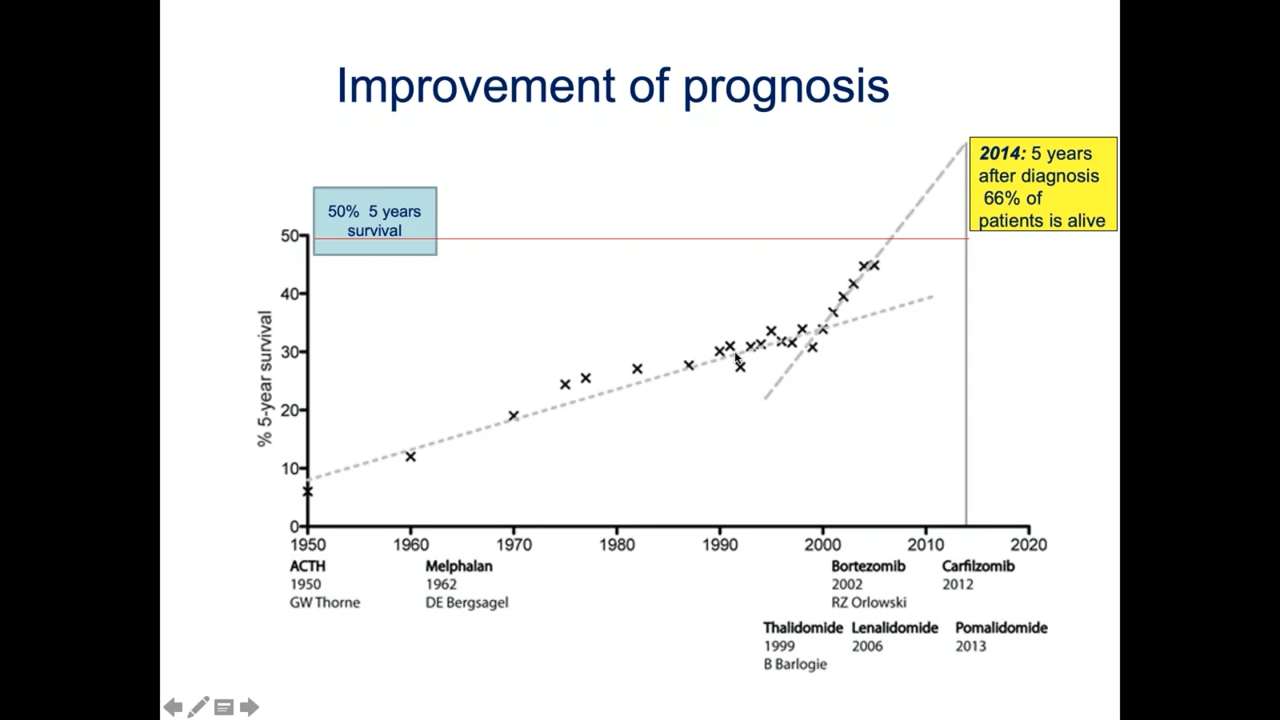 Improvement of prognosis
2014: 5 years
after diagnosis
66% of
patients is alive
50% 5 years
survival
50
40
30
20
10
0
% 5-year survival
1950 1960 1970 1980 1990 2000 2010 2020
ACTH
1950
GW Thorne
Melphalan
1962
DE Bergsagel
Bortezomib
2002
RZ Orlowski
Carfilzomib
2012
Thalidomide
1999
B Barlogie
Lenalidomide
2006
Pomalidomide
2013